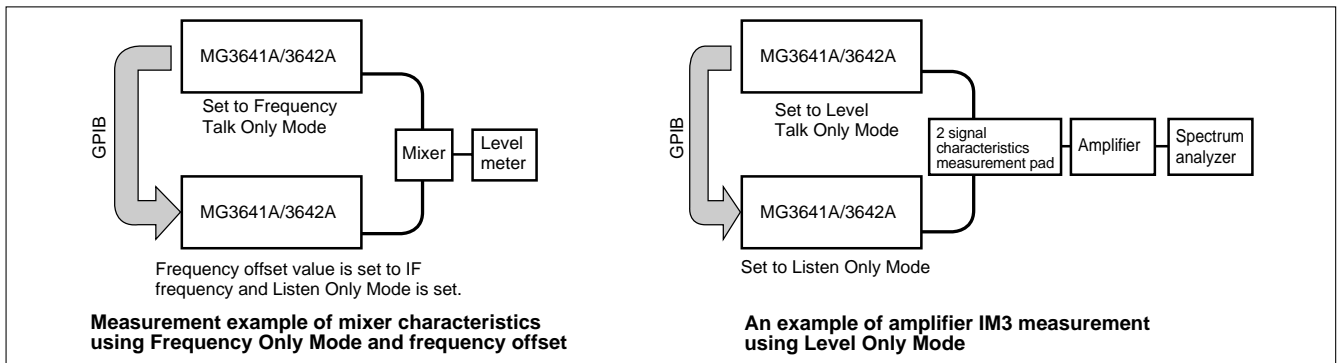 GPIB
MG3641A/3642A
Set to Frequency
Talk Only Mode
Mixer
Level
meter
MG3641A/3642A
Frequency offset value is set to IF
frequency and Listen Only Mode is set.
Measurement example of mixer characteristics
using Frequency Only Mode and frequency offset
GPIB
MG3641A/3642A
Set to Level
Talk Only Mode
2 signal
characteristics
measurement pad
Amplifier
Spectrum
analyzer
MG3641A/3642A
Set to Listen Only Mode
An example of amplifier IM3 measurement
using Level Only Mode